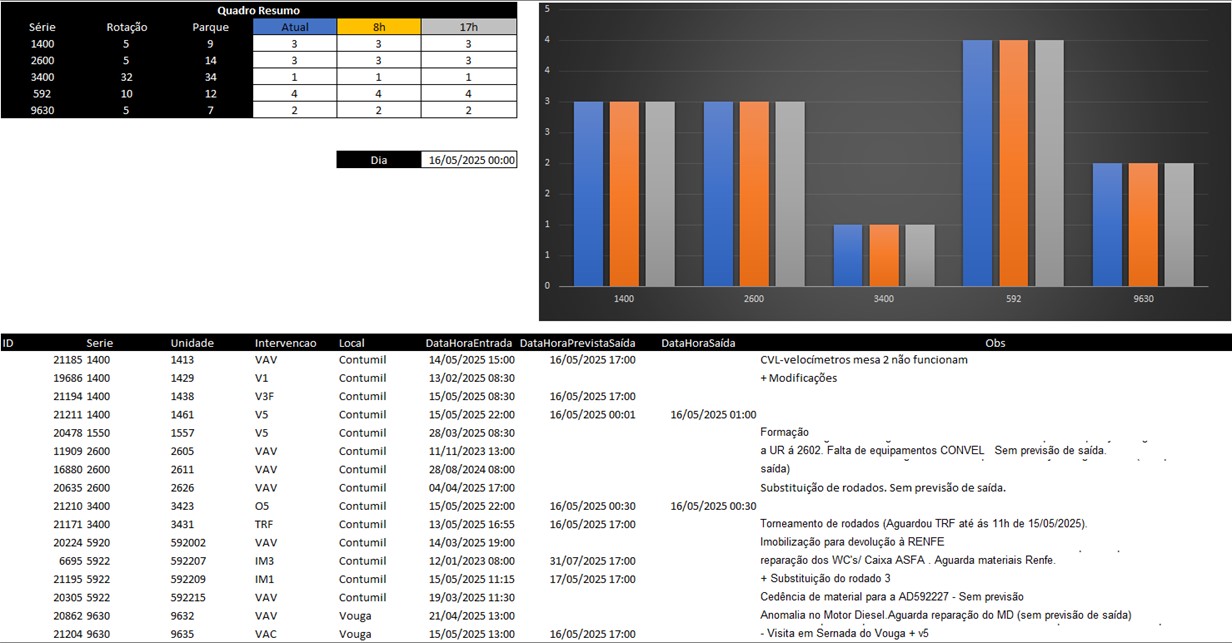 Quadro Resumo
Série Rotação Parque Atual 8h 17h
1400 5 9 3 3 3
2600 5 14 3 3 3
3400 32 34 1 1 1
592 10 12 4 4 4
9630 5 7 2 2 2
Dia 16/05/2025 00:00
5
4
4
3
3
2
2
1
1
0
1400 2600 3400 592 9630
ID Serie Unidade Intervencao Local DataHoraEntrada DataHoraPrevistaSaída DataHoraSaída Obs
21185 1400 1413 VAV Contumil 14/05/2025 15:00 16/05/2025 17:00 CVL-velocímetros mesa 2 não funcionam
19686 1400 1429 V1 Contumil 13/02/2025 08:30 + Modificações
21194 1400 1438 V3F Contumil 15/05/2025 08:30 16/05/2025 17:00
21211 1400 1461 V5 Contumil 15/05/2025 22:00 16/05/2025 00:01 16/05/2025 01:00
20478 1550 1557 V5 Contumil 28/03/2025 08:30 Formação
11909 2600 2605 VAV Contumil 11/11/2023 13:00 a UR á 2602. Falta de equipamentos CONVEL Sem previsão de saída.
16880 2600 2611 VAV Contumil 28/08/2024 08:00 saída)
20635 2600 2626 VAV Contumil 04/04/2025 17:00 Substituição de rodados. Sem previsão de saída.
21210 3400 3423 O5 Contumil 15/05/2025 22:00 16/05/2025 00:30 16/05/2025 00:30
21171 3400 3431 TRF Contumil 13/05/2025 16:55 16/05/2025 17:00 Torneamento de rodados (Aguardou TRF até ás 11h de 15/05/2025).
20224 5920 592002 VAV Contumil 14/03/2025 19:00 Imobilização para devolução à RENFE
6695 5922 592207 IM3 Contumil 12/01/2023 08:00 31/07/2025 17:00 reparação dos WC's/ Caixa ASFA . Aguarda materiais Renfe.
21195 5922 592209 IM1 Contumil 15/05/2025 11:15 17/05/2025 17:00 + Substituição do rodado 3
20305 5922 592215 VAV Contumil 19/03/2025 11:30 Cedência de material para a AD592227 - Sem previsão
20862 9630 9632 VAV Vouga 21/04/2025 13:00 Anomalia no Motor Diesel.Aguarda reparação do MD (sem previsão de saída)
21204 9630 9635 VAC Vouga 15/05/2025 13:00 16/05/2025 17:00 - Visita em Sernada do Vouga + v5